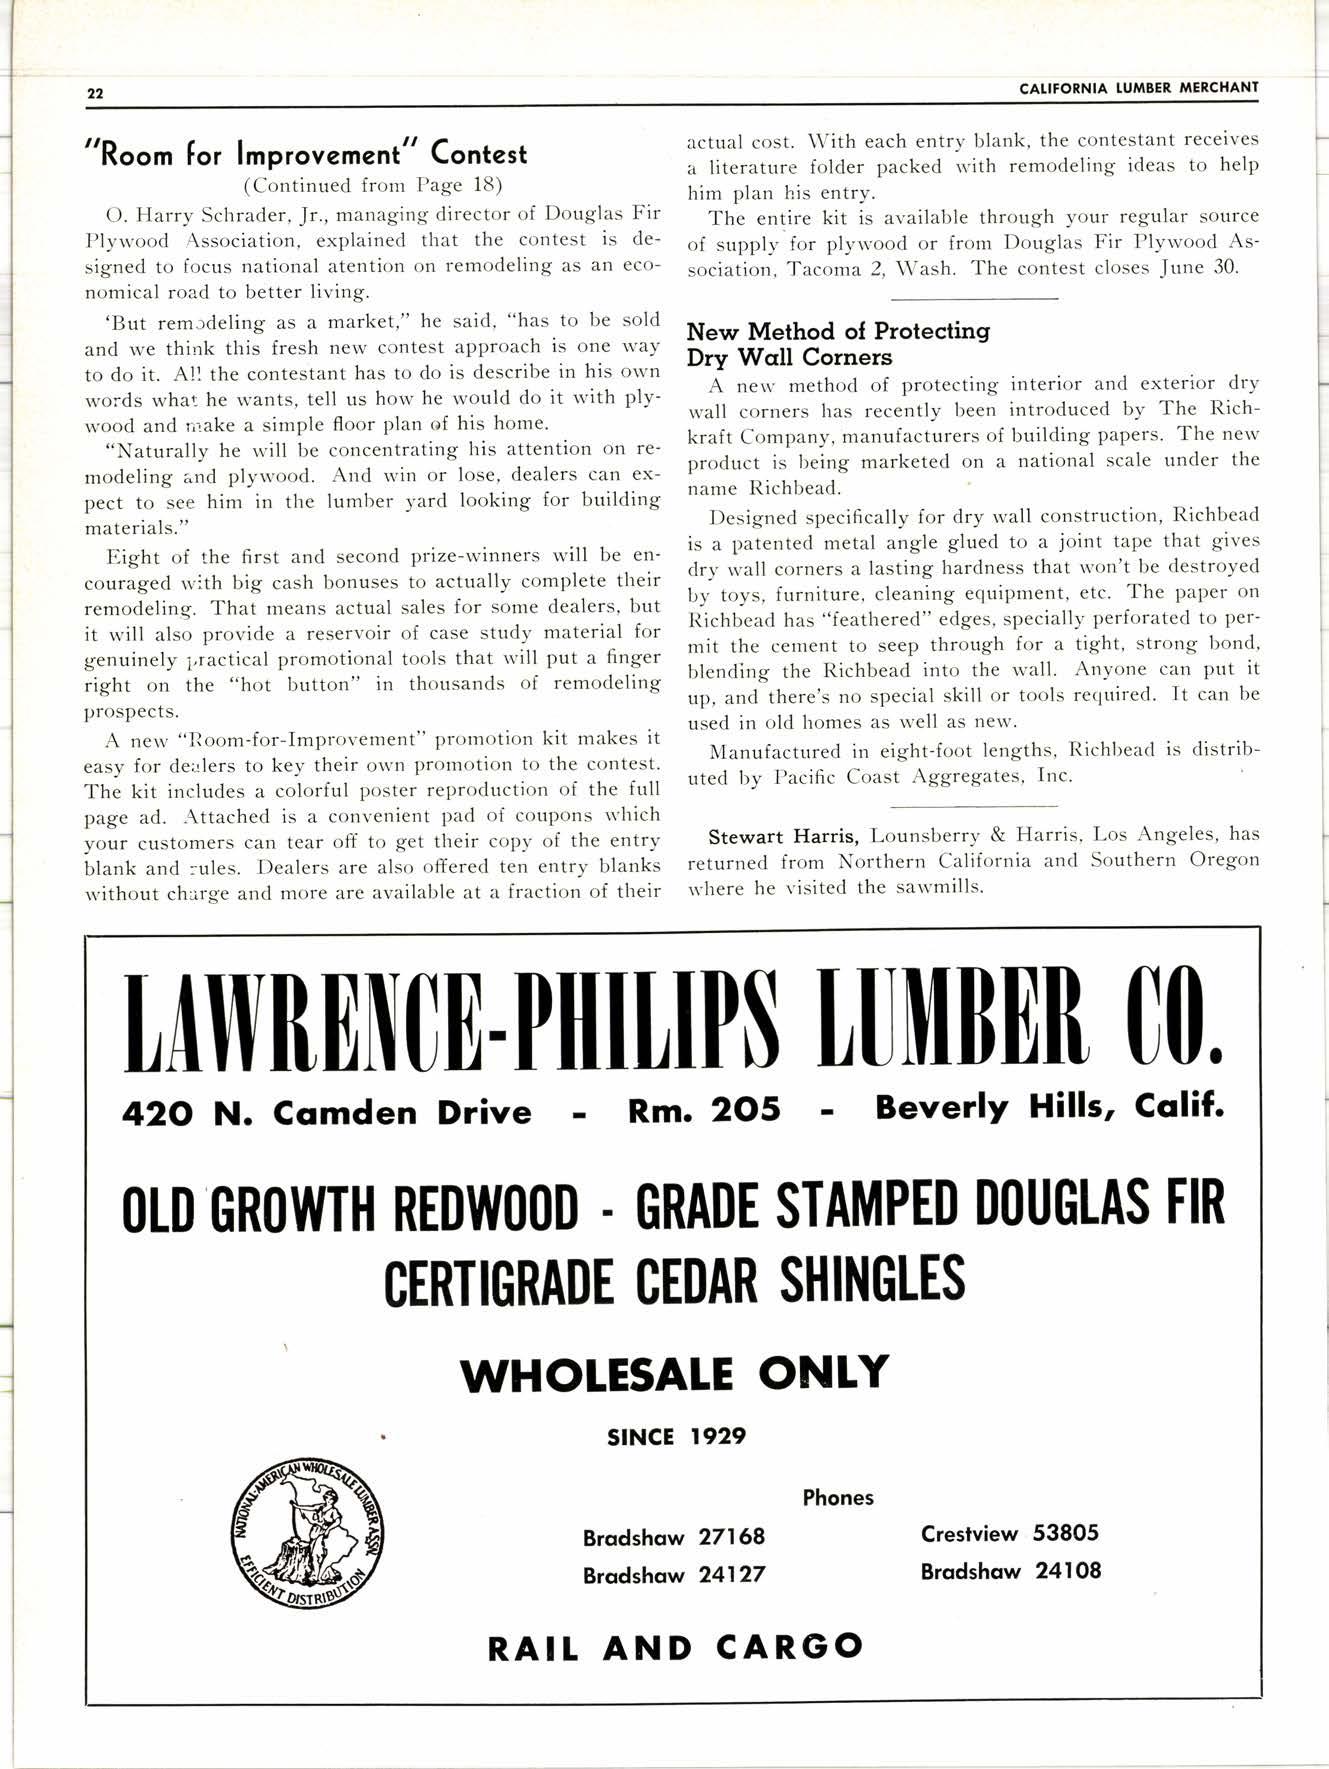 22
CALIFORNIA LUMBER MERCHANT
"Room for Improvement" Contest
(Continued from Page 18)
O. Harry Schrader, Jr., managing director of Douglas Fir
Plywood Association, explained that the contest is de-
signed to focus national atention on remodeling as an eco-
nomical road to better living.
'But remodeling as a market," he said, "has to be sold
and we think this fresh new contest approach is one way
to do it. All the contestant has to do is describe in his own
words what he wants, tell us how he would do it with ply-
wood and make a simple floor plan of his home.
"Naturally he will be concentrating his attention on re-
modeling and plywood. And win or lose, dealers can ex-
pect to see him in the lumber yard looking for building
materials."
Eight of the first and second prize-winners will be en-
couraged with big cash bonuses to actually complete their
remodeling. That means actual sales for some dealers, but
it will also provide a reservoir of case study material for
genuinely practical promotional tools that will put a finger
right on the "hot button" in thousands of remodeling
prospects.
A new "Room-for-Improvement" promotion kit makes it
easy for dealers to key their own promotion to the contest.
The kit includes a colorful poster reproduction of the full
page ad. Attached is a convenient pad of coupons which
your customers can tear off to get their copy of the entry
blank and rules. Dealers are also offered ten entry blanks
without charge and more are available at a fraction of their
actual cost. With each entry blank, the contestant receives
a literature folder packed with remodeling ideas to help
him plan his entry.
The entire kit is available through your regular source
of supply for plywood or from Douglas Fir Plywood As-
sociation, Tacoma 2, Wash. The contest closes June 30.
New Method of Protecting
Dry Wall Corners
A new method of protecting interior and exterior dry
wall corners has recently been introduced by The Rich-
kraft Company, manufacturers of building papers. The new
product is being marketed on a national scale under the
name Richbead.
Designed specifically for dry wall construction, Richbead
is a patented metal angle glued to a joint tape that gives
dry wall corners a lasting hardness that won't be destroyed
by toys, furniture, cleaning equipment, etc. The paper on
Richbead has "feathered" edges, specially perforated to per-
mit the cement to seep through for a tight, strong bond,
blending the Richbead into the wall. Anyone can put it
up, and there's no special skill or tools required. It can be
used in old homes as well as new.
Manufactured in eight-foot lengths, Richbead is distrib-
uted by Pacific Coast Aggregates, Inc.
Stewart Harris, Lounsberry & Harris, Los Angeles, has
returned from Northern California and Southern Oregon
where he visited the sawmills.
LAWRENCE-PHILIPS LUMBER CO.
420 N. Camden Drive - Rm. 205 - Beverly Hills, Calif.
OLD GROWTH REDWOOD - GRADE STAMPED DOUGLAS FIR
CERTIGRADE CEDAR SHINGLES
WHOLESALE ONLY
SINCE 1929
NATIONAL-AMERICAN WHOLESALE LUMBER ASSN.
EFFICIENT DISTRIBUTION
Phones
Bradshaw 27168 Crestview 53805
Bradshaw 24127 Bradshaw 24108
RAIL AND CARGO